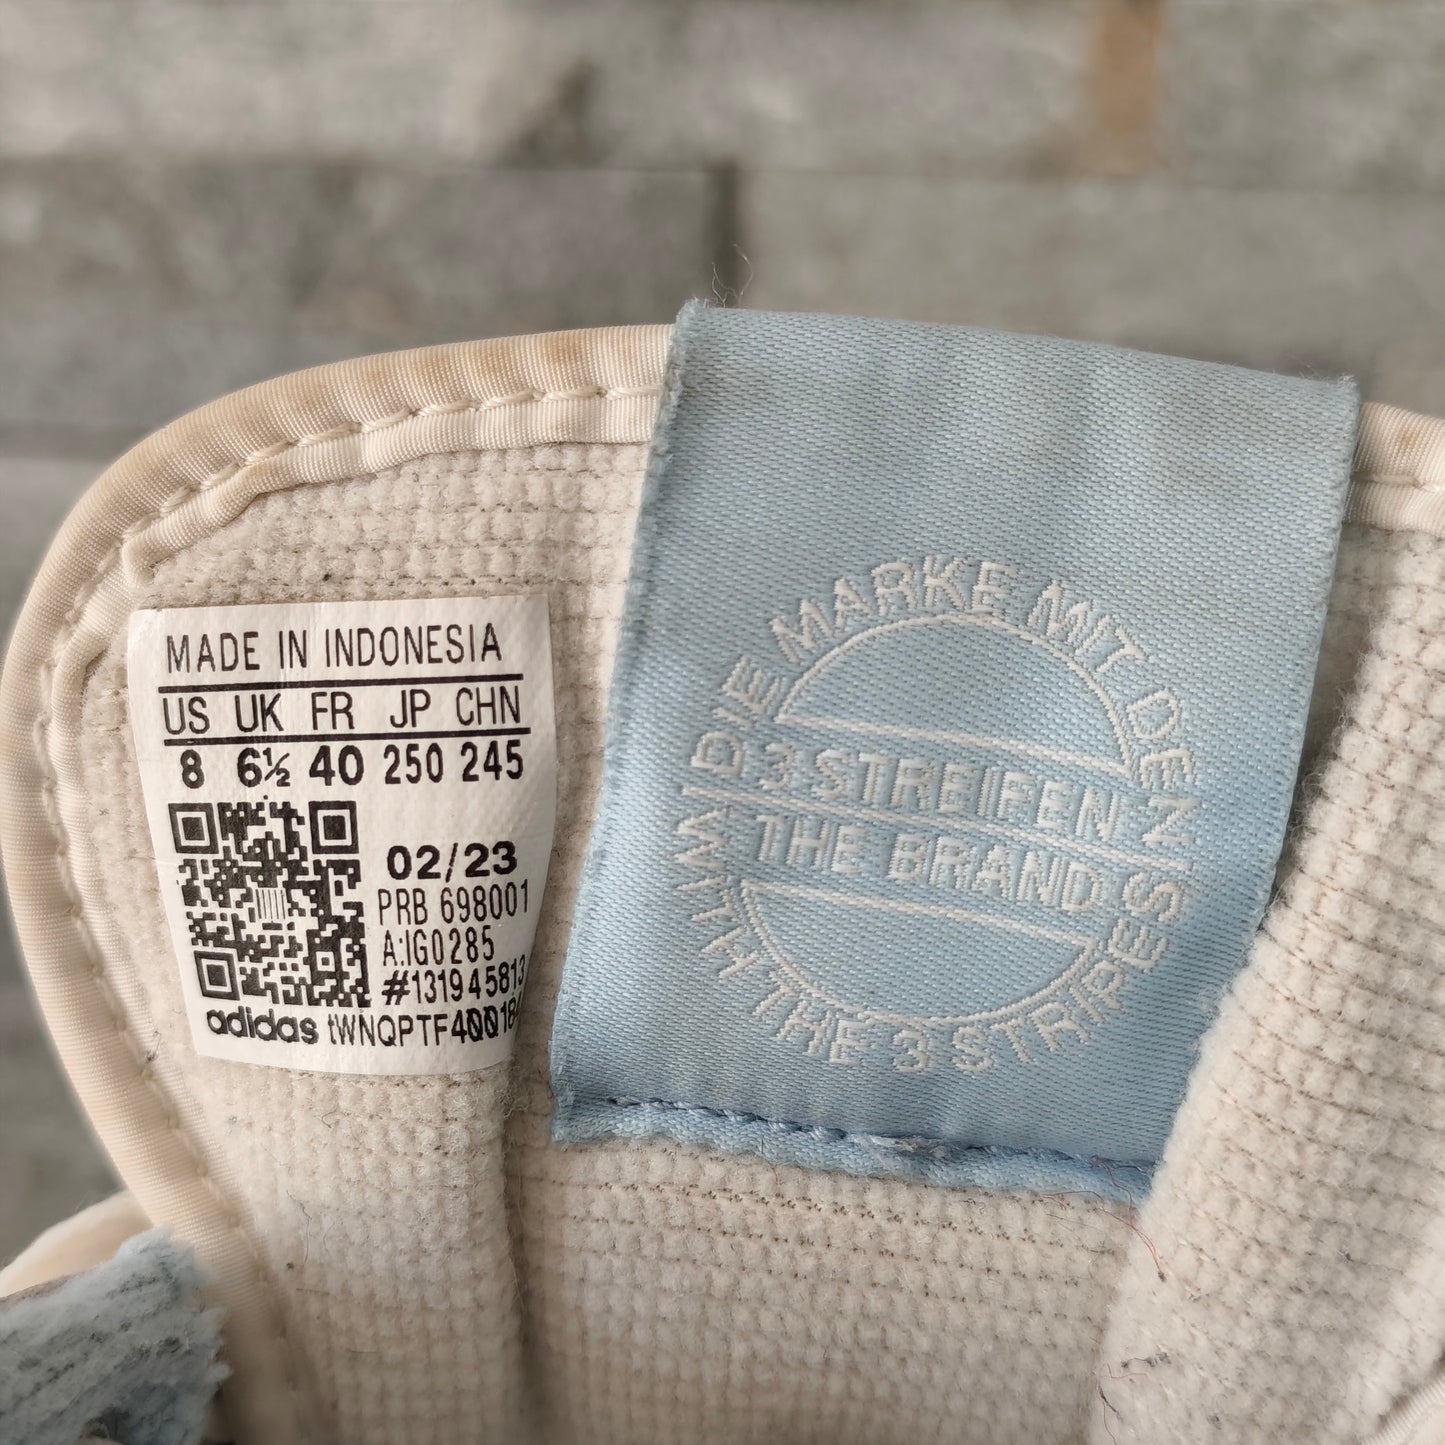 MADE IN INDONESIA
US UK FR JP CHN
8 6½ 40 250 245
02/23
PRB 698001
A:IG0285
#131945813
adidas
DIE MARKE MIT DEN
3 STREIFEN
THE BRAND
WITH THE 3 STRIPES